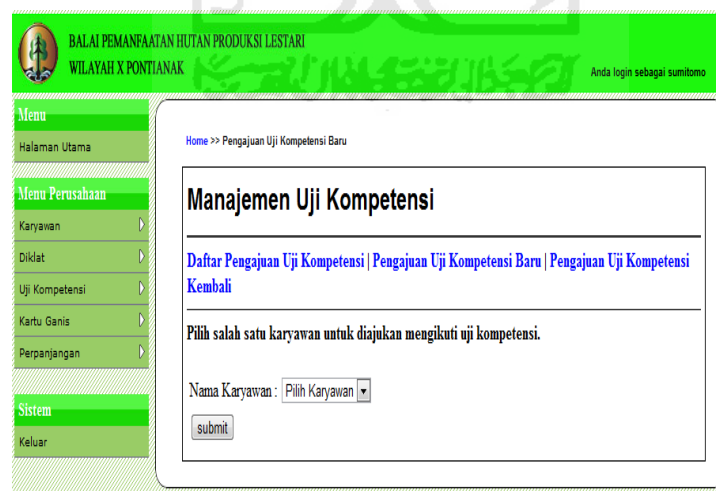 BALAI PEMANFAATAN HUTAN PRODUKSI LESTARI
WILAYAH X PONTIANAK
Anda login sebagai sumitomo
Menu
Halaman Utama
Menu Perusahaan
Karyawan
Diklat
Uji Kompetensi
Kartu Ganis
Perpanjangan
Sistem
Keluar
Home >> Pengajuan Uji Kompetensi Baru
Manajemen Uji Kompetensi
Daftar Pengajuan Uji Kompetensi | Pengajuan Uji Kompetensi Baru | Pengajuan Uji Kompetensi
Kembali
Pilih salah satu karyawan untuk diajukan mengikuti uji kompetensi.
Nama Karyawan : Pilih Karyawan
submit